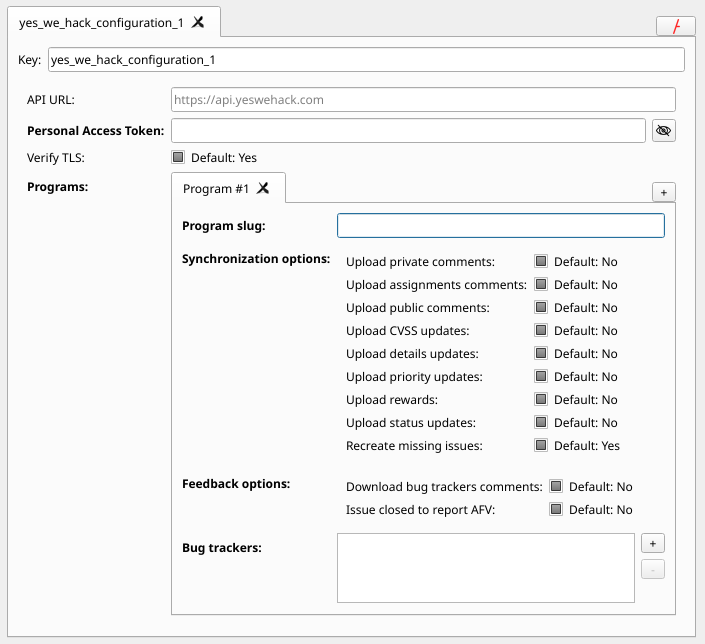 yes_we_hack_configuration_1
Key: yes_we_hack_configuration_1
API URL: https://api.yeswehack.com
Personal Access Token:
Verify TLS: Default: Yes
Programs: Program #1 +
Program slug:
Synchronization options: Upload private comments: Default: No
Upload assignments comments: Default: No
Upload public comments: Default: No
Upload CVSS updates: Default: No
Upload details updates: Default: No
Upload priority updates: Default: No
Upload rewards: Default: No
Upload status updates: Default: No
Recreate missing issues: Default: Yes
Feedback options: Download bug trackers comments: Default: No
Issue closed to report AFV: Default: No
Bug trackers: +
-